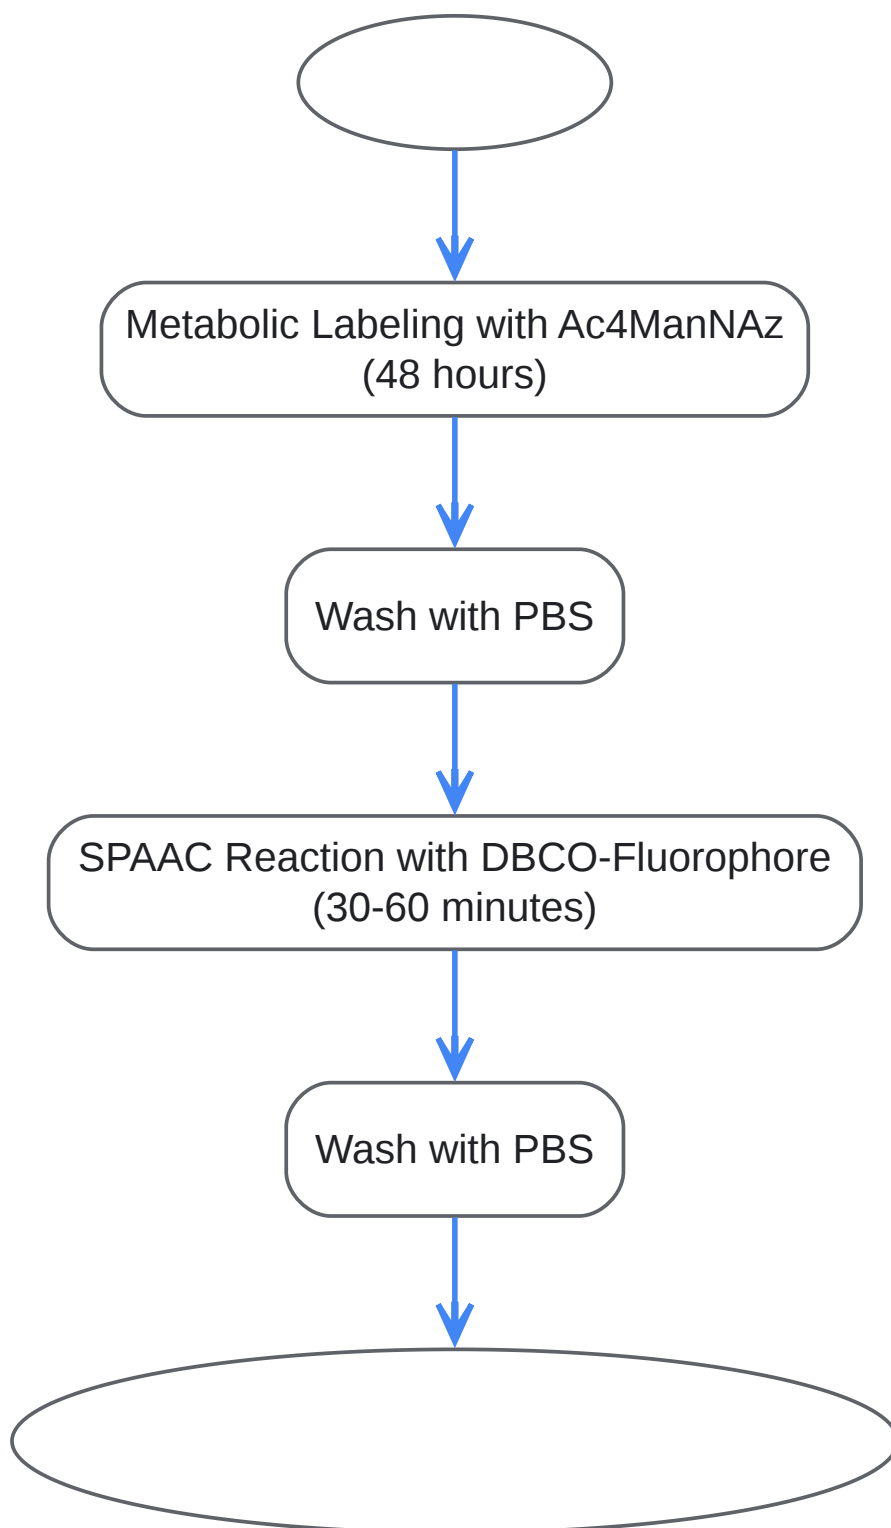 Metabolic Labeling with Ac4ManNAz
(48 hours)
Wash with PBS
SPAAC Reaction with DBCO-Fluorophore
(30-60 minutes)
Wash with PBS